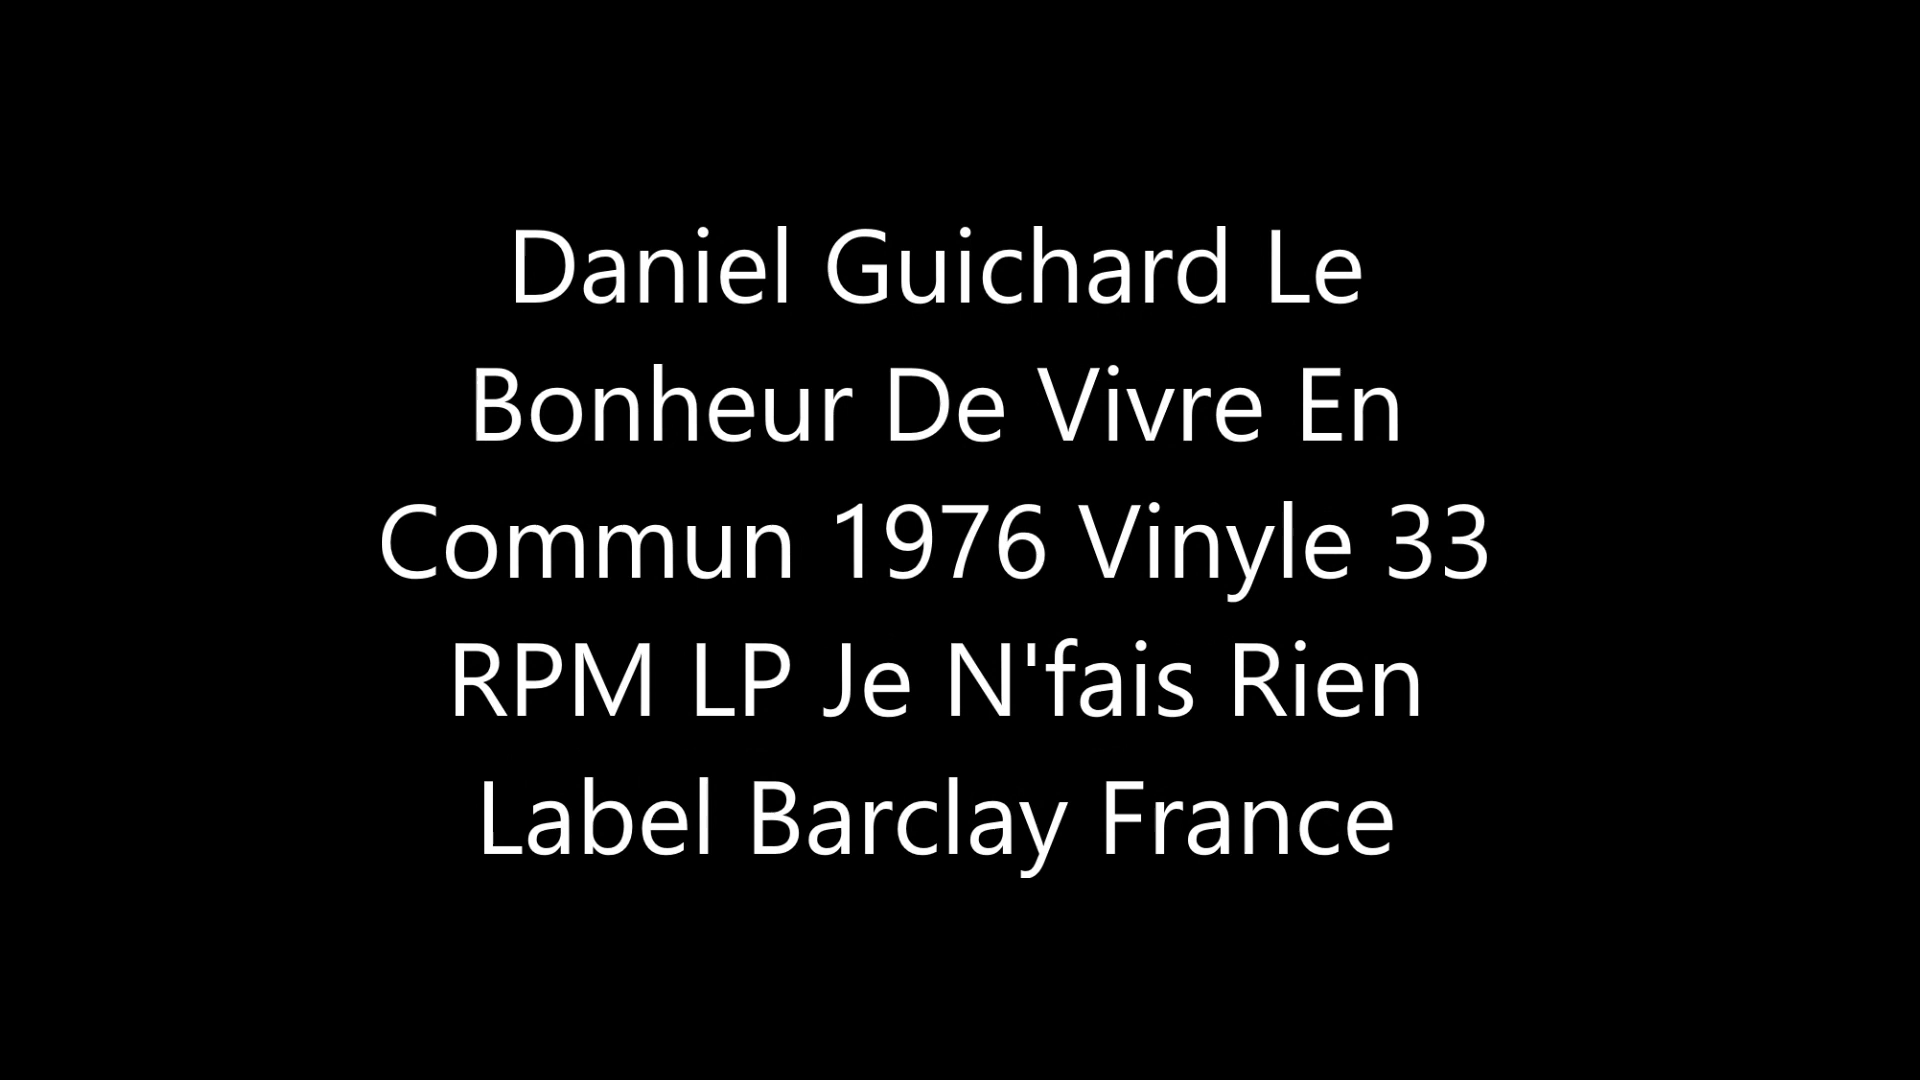 Daniel Guichard Le
Bonheur De Vivre En
Commun 1976 Vinyle 33
RPM LP Je N'fais Rien
Label Barclay France